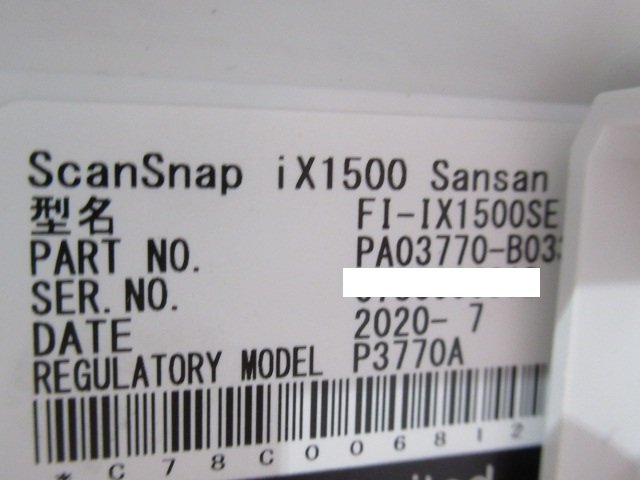 ScanSnap iX1500 Sansan
型名 FI-IX1500SE
PART NO. PA03770-B033
SER.NO.
DATE 2020- 7
REGULATORY MODEL P3770A
*C78C006812